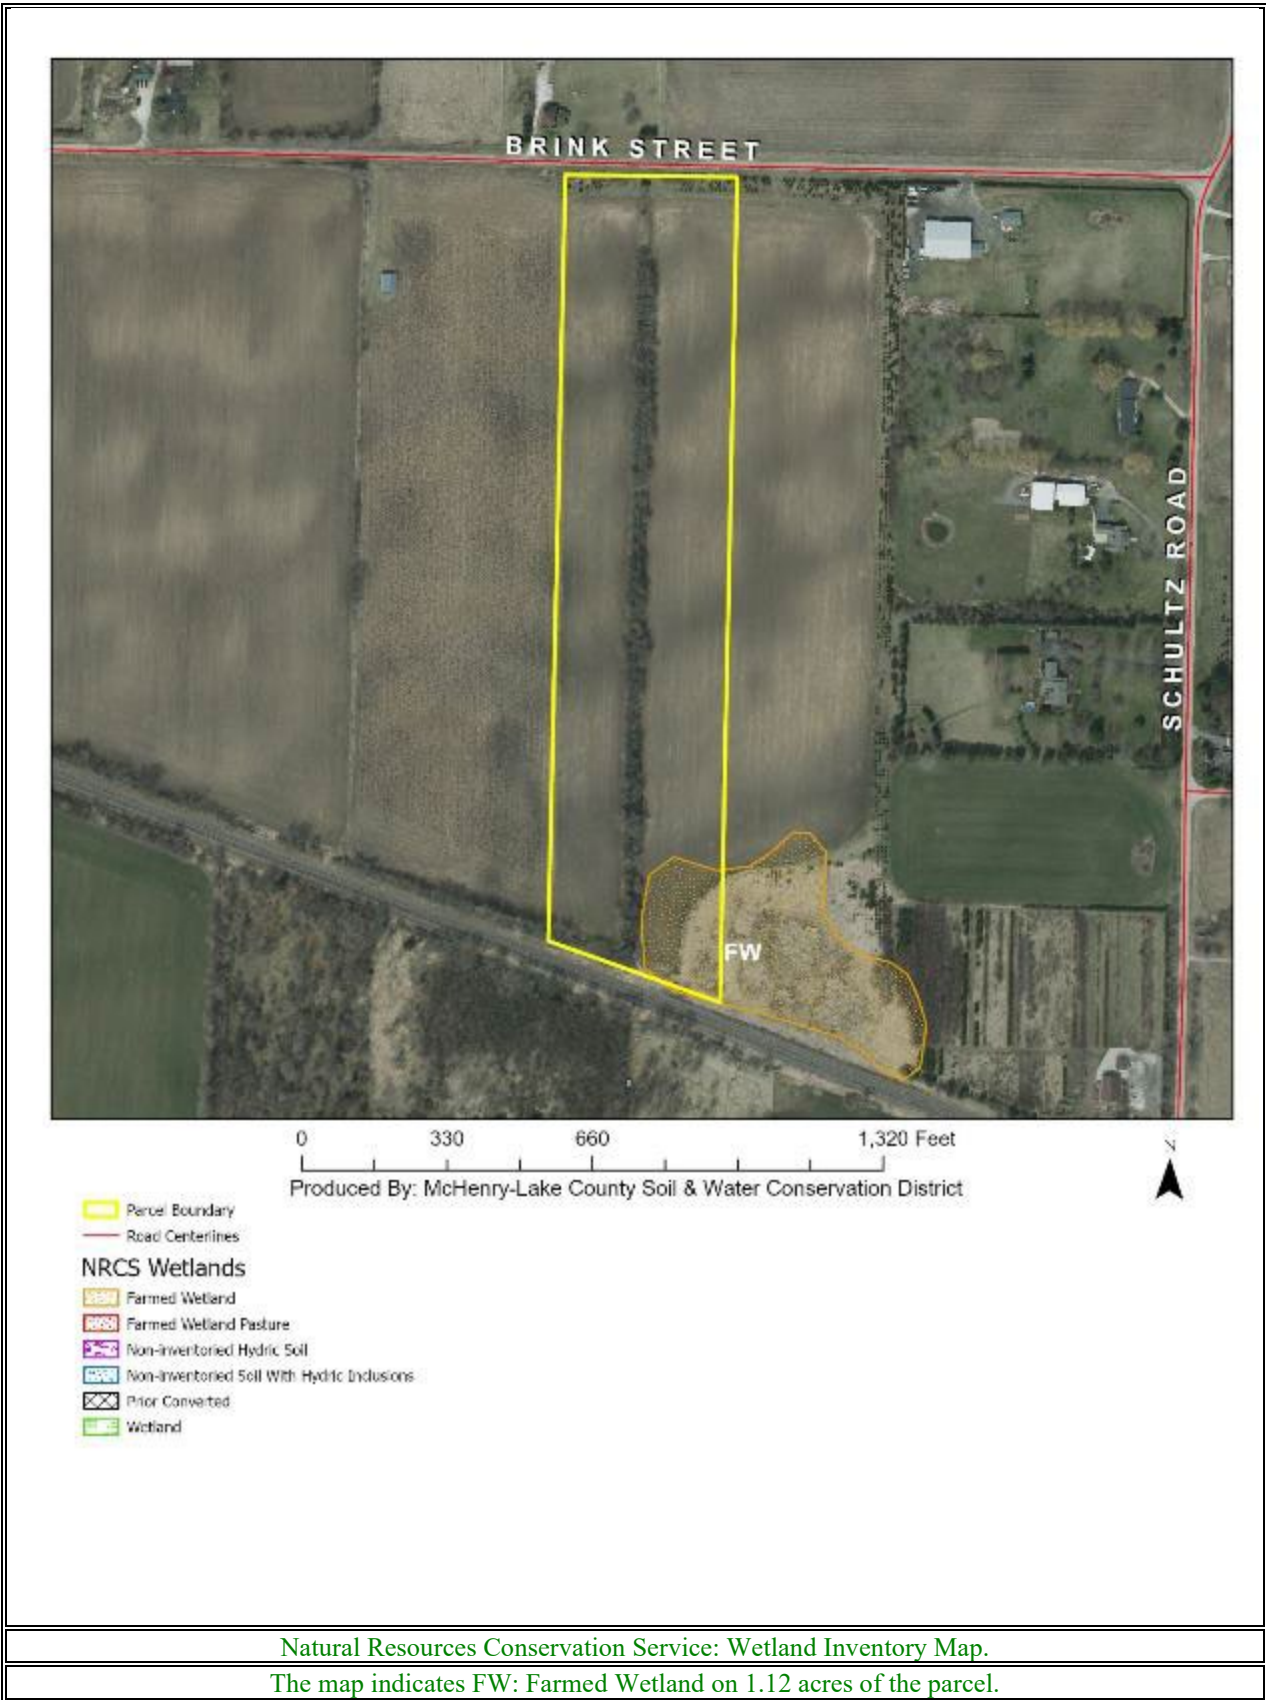 BRINK STREET
SCHULTZ ROAD
FW
0 330 660 1,320 Feet
Produced By: McHenry-Lake County Soil & Water Conservation District
Z
Parcel Boundary
Road Centerlines
NRCS Wetlands
Farmed Wetland
Farmed Wetland Pasture
Non-inventoried Hydric Soil
Non-inventoried Soil With Hydric Inclusions
Prior Converted
Wetland
Natural Resources Conservation Service: Wetland Inventory Map.
The map indicates FW: Farmed Wetland on 1.12 acres of the parcel.